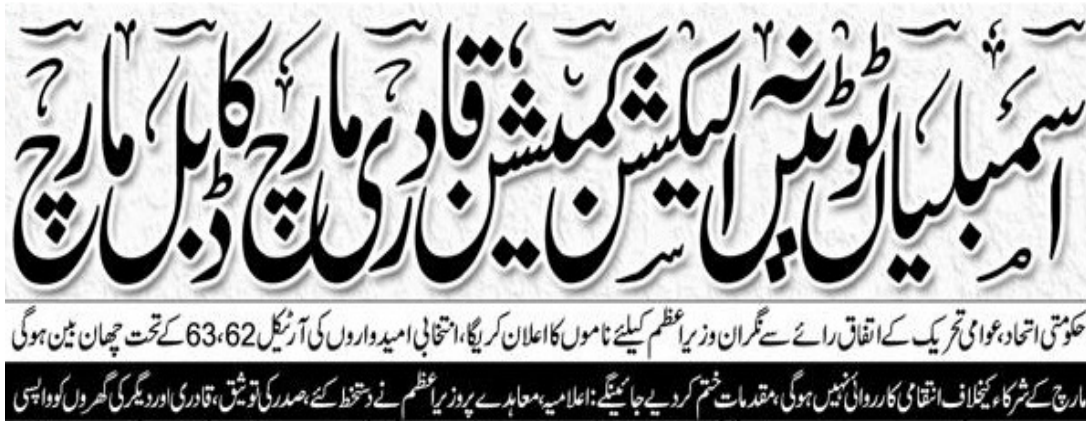 اسمبلیاں ٹوٹیں نہ الیکشن کمیشن قادری مارچ کا ڈبل مارچ
حکومتی اتحاد، عوامی تحریک کے اتفاق رائے سے نگران وزیراعظم کیلئے ناموں کا اعلان کریگا، انتخابی امیدواروں کی آرٹیکل 62، 63 کے تحت چھان بین ہوگی
مارچ کے شرکاء کیخلاف انتقامی کارروائی نہیں ہوگی، مقدمات ختم کر دیے جائینگے: اعلامیہ، معاہدے پر وزیراعظم نے دستخط کئے، صدر کی توثیق، قادری اور دیگر کی گھروں کو واپسی